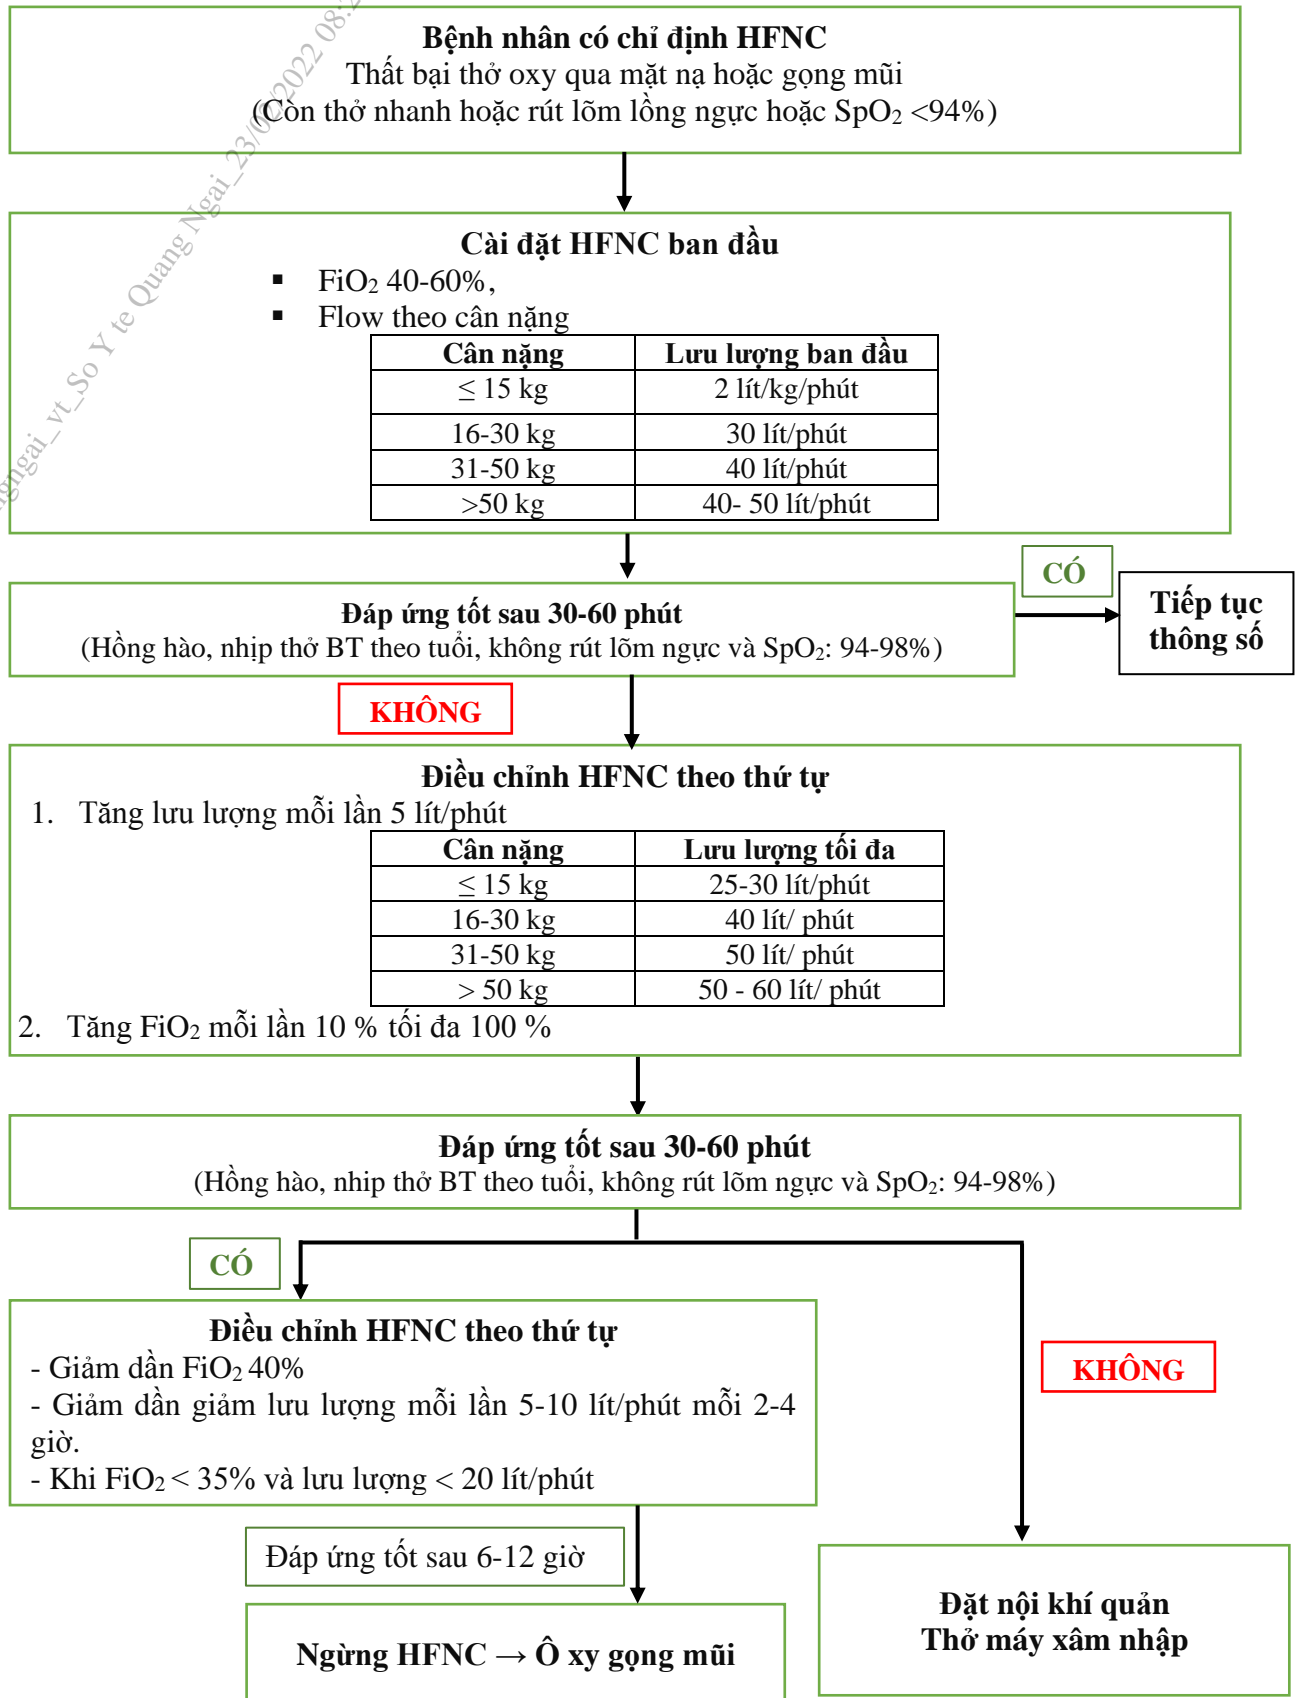 Bệnh nhân có chỉ định HFNC
Thất bại thở oxy qua mặt nạ hoặc gọng mũi
(Còn thở nhanh hoặc rút lõm lồng ngực hoặc SpO₂ <94%)
Cài đặt HFNC ban đầu
▪ FiO₂ 40-60%,
▪ Flow theo cân nặng
Cân nặng Lưu lượng ban đầu
≤ 15 kg 2 lít/kg/phút
16-30 kg 30 lít/phút
31-50 kg 40 lít/phút
>50 kg 40- 50 lít/phút
Đáp ứng tốt sau 30-60 phút
(Hồng hào, nhịp thở BT theo tuổi, không rút lõm ngực và SpO₂: 94-98%)
CÓ
Tiếp tục
thông số
KHÔNG
Điều chỉnh HFNC theo thứ tự
1. Tăng lưu lượng mỗi lần 5 lít/phút
Cân nặng Lưu lượng tối đa
≤ 15 kg 25-30 lít/phút
16-30 kg 40 lít/ phút
31-50 kg 50 lít/ phút
> 50 kg 50 - 60 lít/ phút
2. Tăng FiO₂ mỗi lần 10 % tối đa 100 %
Đáp ứng tốt sau 30-60 phút
(Hồng hào, nhip thở BT theo tuổi, không rút lõm ngực và SpO₂: 94-98%)
CÓ
Điều chỉnh HFNC theo thứ tự
- Giảm dần FiO₂ 40%
- Giảm dần giảm lưu lượng mỗi lần 5-10 lít/phút mỗi 2-4
giờ.
- Khi FiO₂ < 35% và lưu lượng < 20 lít/phút
KHÔNG
Đáp ứng tốt sau 6-12 giờ
Ngừng HFNC → Ô xy gọng mũi
Đặt nội khí quản
Thở máy xâm nhập
vt_So Y te Quang Ngai